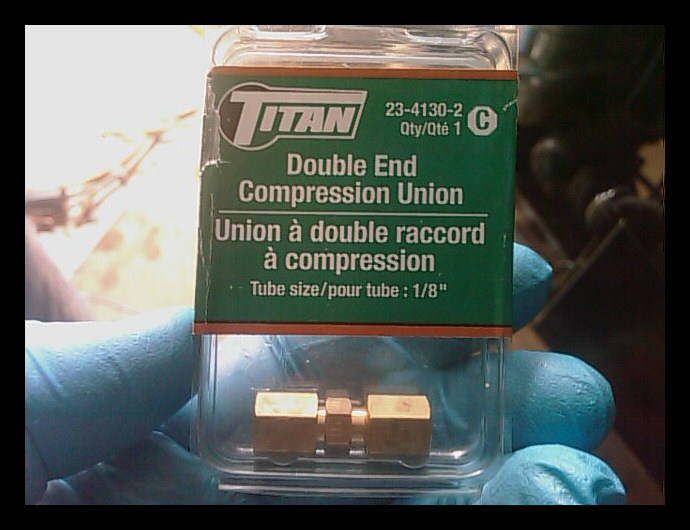 TITAN
23-4130-2
Qty/Qté 1
C
Double End
Compression Union
Union à double raccord
à compression
Tube size/pour tube : 1/8"